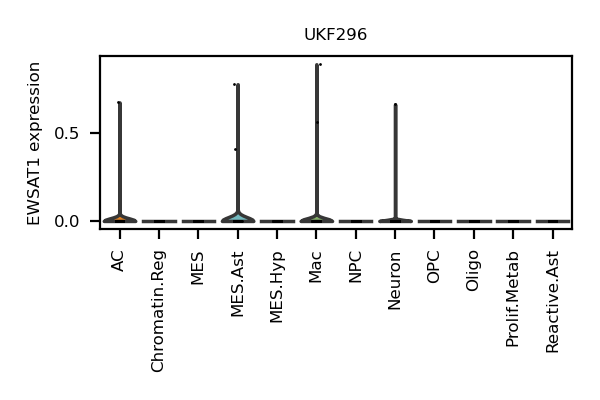 UKF296
EWSAT1 expression
0.5
0.0
AC
Chromatin.Reg
MES
MES.Ast
MES.Hyp
Mac
NPC
Neuron
OPC
Oligo
Prolif.Metab
Reactive.Ast